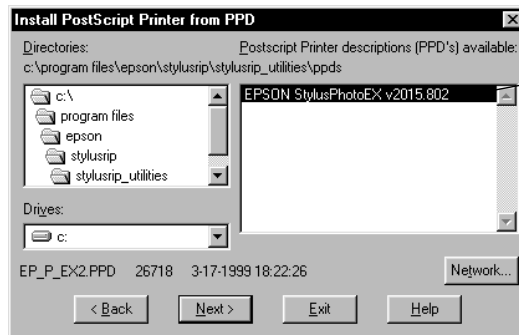 Install PostScript Printer from PPD
Directories:
c:\program files\epson\stylusrip\stylusrip_utilities\ppds
c:\
program files
epson
stylusrip
stylusrip_utilities
Drives:
c:
Postscript Printer descriptions (PPD's) available:
EPSON StylusPhotoEX v2015.802
EP_P_EX2.PPD 26718 3-17-1999 18:22:26
Network...
< Back
Next >
Exit
Help